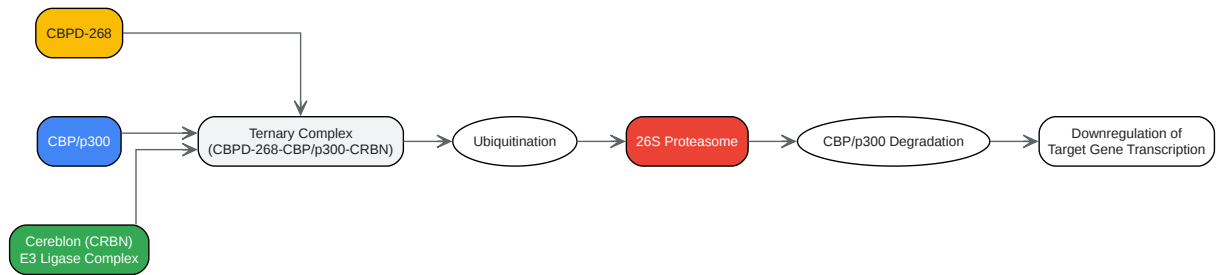 CBPD-268
CBP/p300
Cereblon (CRBN)
E3 Ligase Complex
Ternary Complex
(CBPD-268-CBP/p300-CRBN)
Ubiquitination
26S Proteasome
CBP/p300 Degradation
Downregulation of
Target Gene Transcription